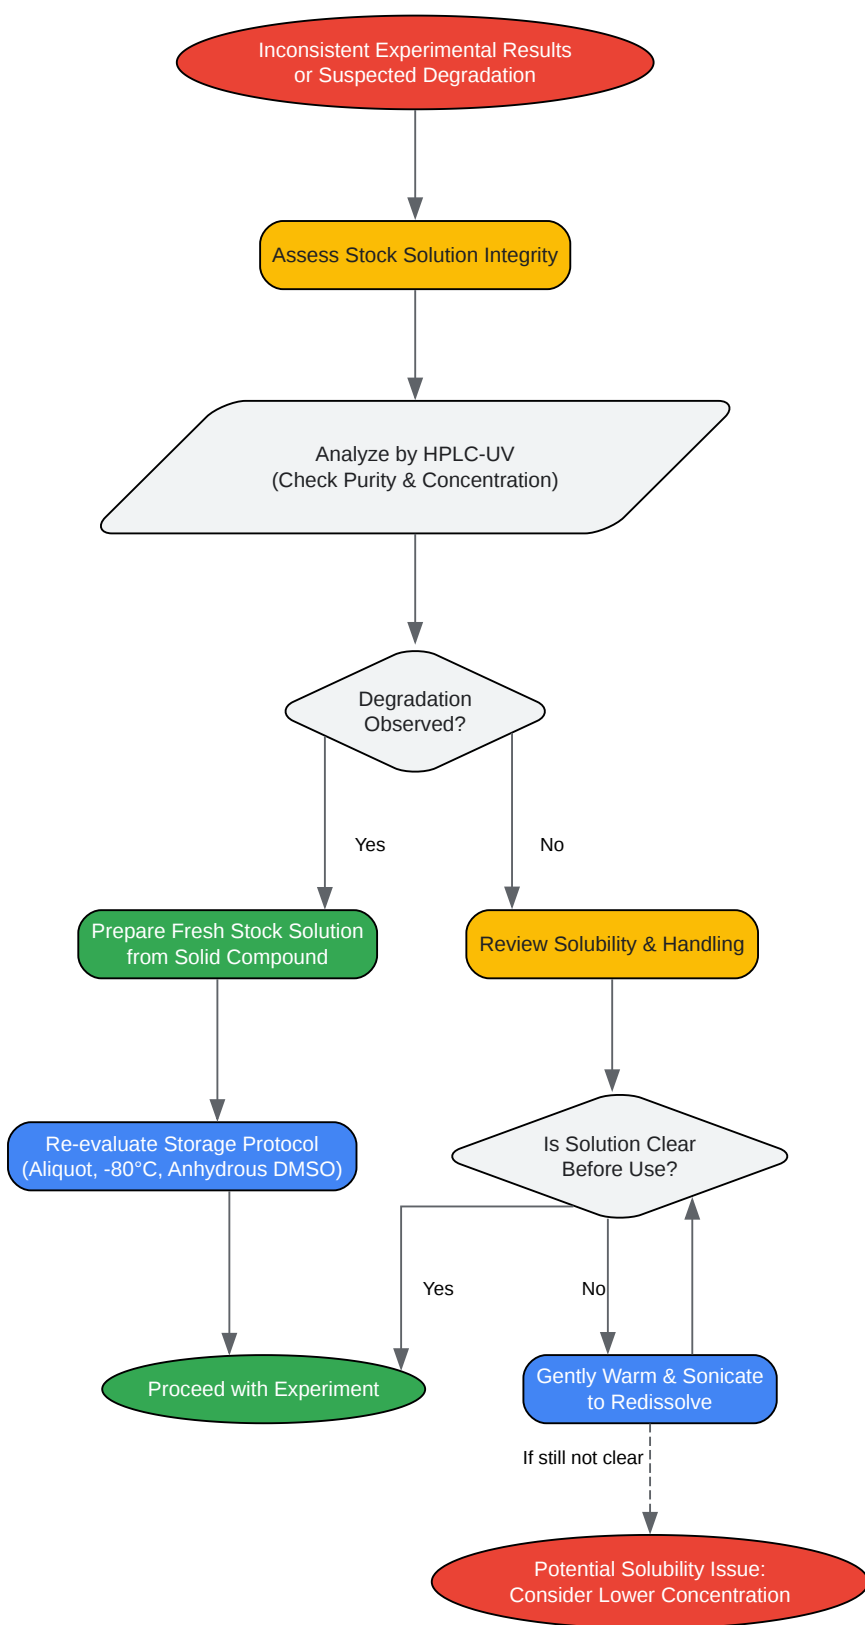 Inconsistent Experimental Results
or Suspected Degradation
Assess Stock Solution Integrity
Analyze by HPLC-UV
(Check Purity & Concentration)
Degradation
Observed?
Yes
No
Prepare Fresh Stock Solution
from Solid Compound
Review Solubility & Handling
Re-evaluate Storage Protocol
(Aliquot, -80°C, Anhydrous DMSO)
Is Solution Clear
Before Use?
Yes
No
Proceed with Experiment
Gently Warm & Sonicate
to Redissolve
If still not clear
Potential Solubility Issue:
Consider Lower Concentration